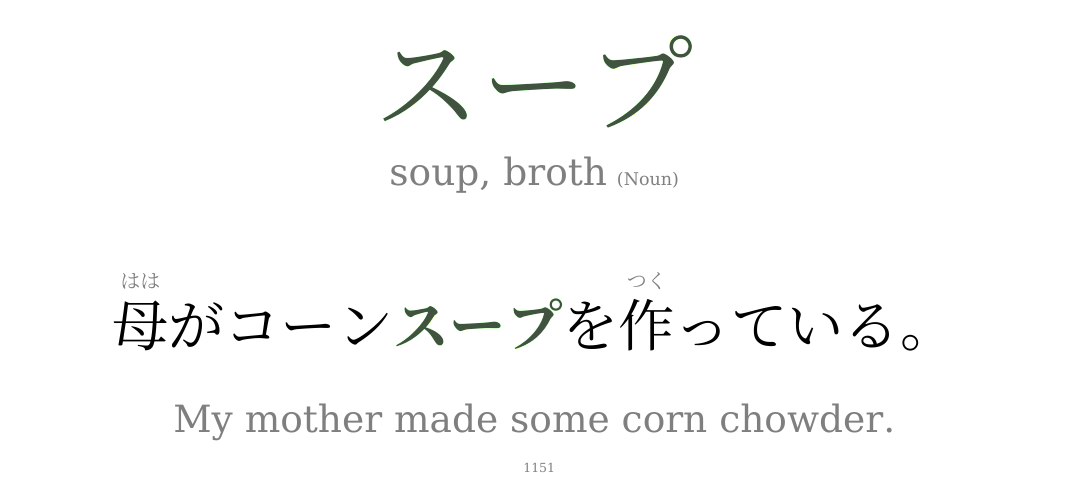 スープ
soup, broth (Noun)
はは つく
母がコーンスープを作っている。
My mother made some corn chowder.
1151